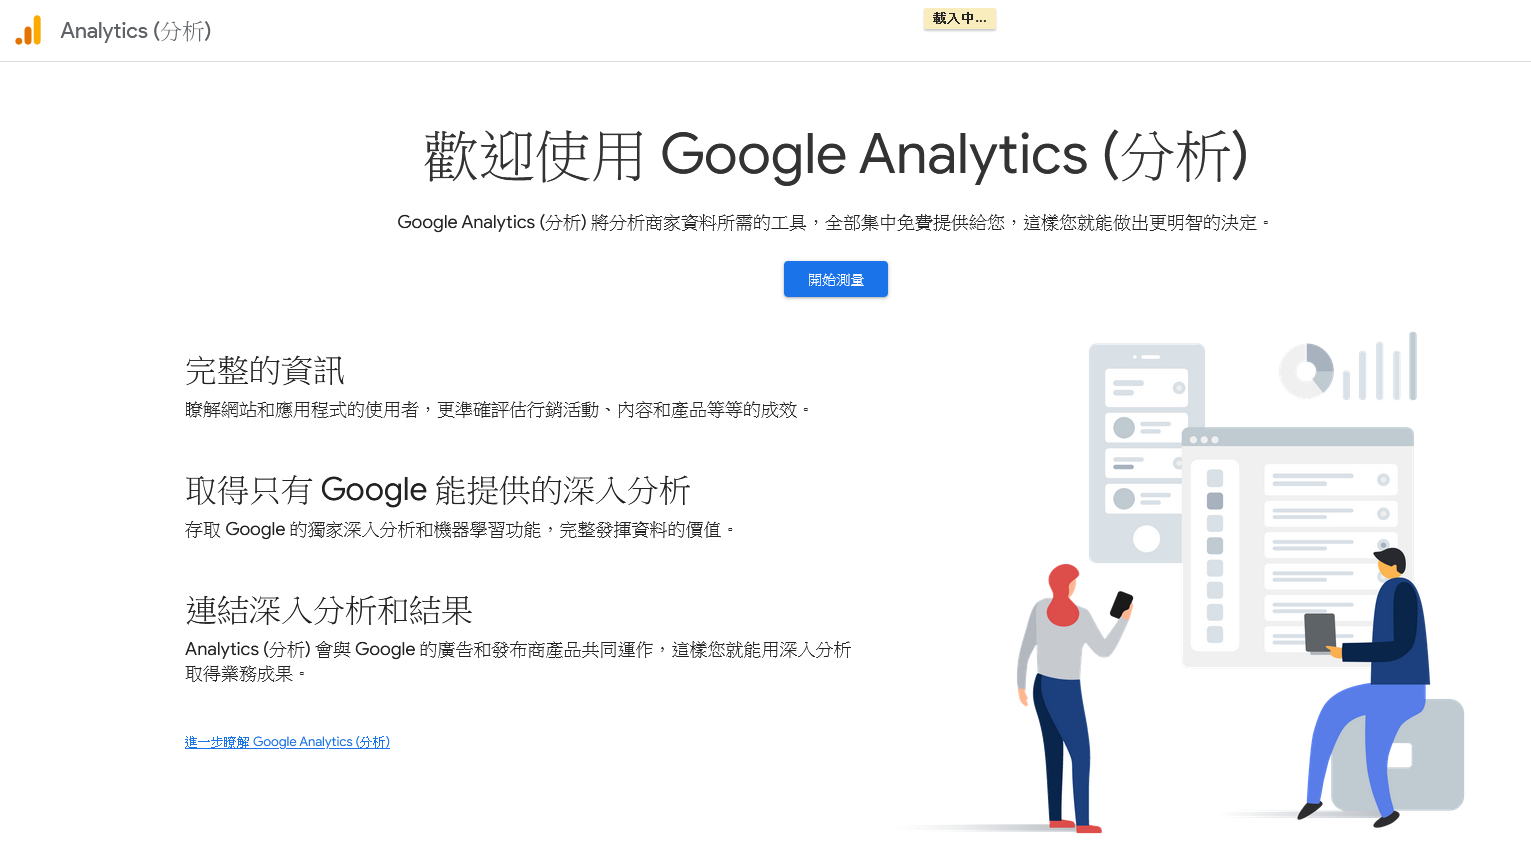 Analytics (分析)
載入中...
歡迎使用 Google Analytics (分析)
Google Analytics (分析) 將分析商家資料所需的工具，全部集中免費提供給您，這樣您就能做出更明智的決定。
開始測量
完整的資訊
瞭解網站和應用程式的使用者，更準確評估行銷活動、內容和產品等等的成效。
取得只有 Google 能提供的深入分析
存取 Google 的獨家深入分析和機器學習功能，完整發揮資料的價值。
連結深入分析和結果
Analytics (分析) 會與 Google 的廣告和發布商產品共同運作，這樣您就能用深入分析
取得業務成果。
進一步瞭解 Google Analytics (分析)